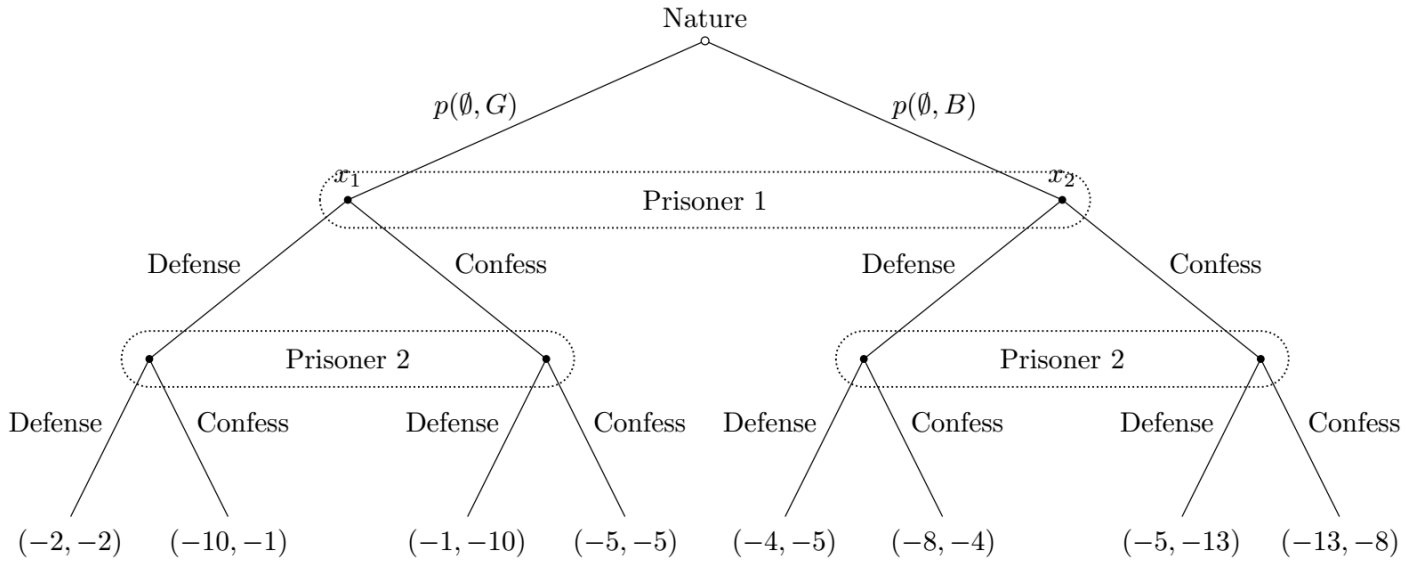 Nature
p(∅, G) p(∅, B)
x₁ x₂
Prisoner 1
Defense Confess Defense Confess
Prisoner 2 Prisoner 2
Defense Confess Defense Confess Defense Confess Defense Confess
(−2, −2) (−10, −1) (−1, −10) (−5, −5) (−4, −5) (−8, −4) (−5, −13) (−13, −8)